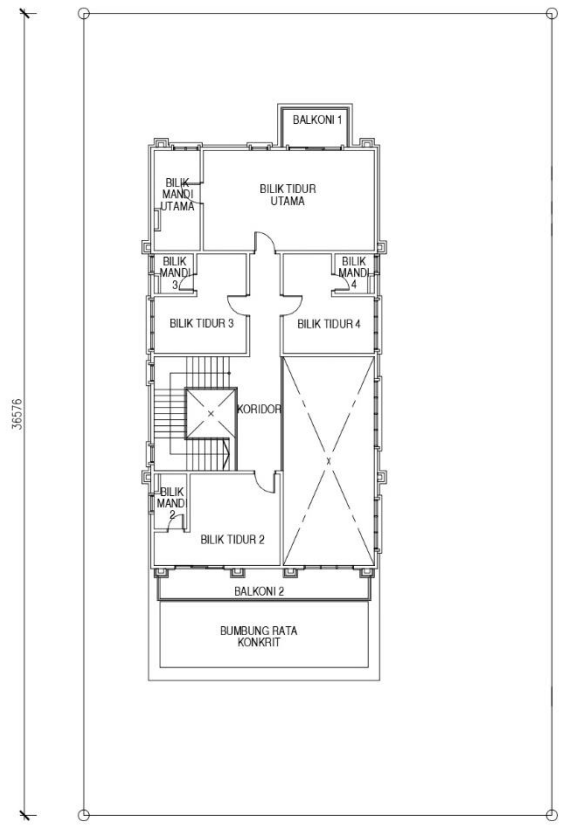 BALKONI 1
BILIK
MANDI
UTAMA
BILIK TIDUR
UTAMA
BILIK
MANDI
3
BILIK
MANDI
4
BILIK TIDUR 3
BILIK TIDUR 4
36576
KORIDOR
BILIK
MANDI
2
BILIK TIDUR 2
BALKONI 2
BUMBUNG RATA
KONKRIT